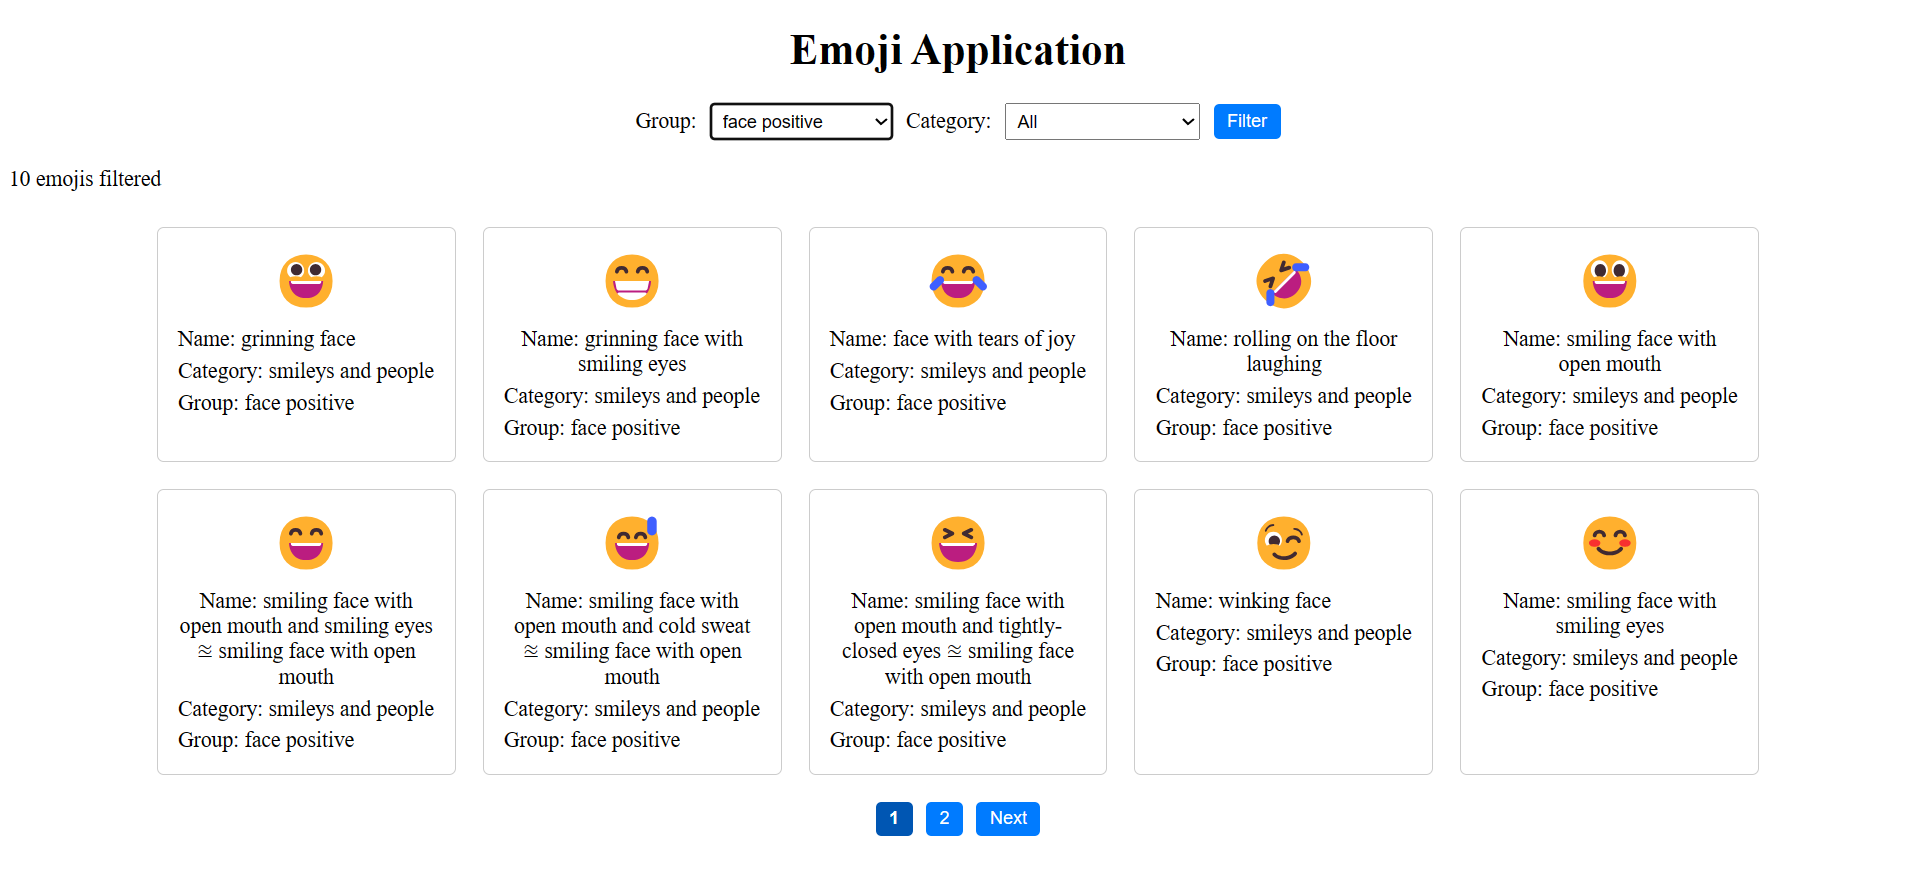 Emoji Application
Group: face positive Category: All Filter
10 emojis filtered
Name: grinning face
Category: smileys and people
Group: face positive
Name: grinning face with
smiling eyes
Category: smileys and people
Group: face positive
Name: face with tears of joy
Category: smileys and people
Group: face positive
Name: rolling on the floor
laughing
Category: smileys and people
Group: face positive
Name: smiling face with
open mouth
Category: smileys and people
Group: face positive
Name: smiling face with
open mouth and smiling eyes
≅ smiling face with open
mouth
Category: smileys and people
Group: face positive
Name: smiling face with
open mouth and cold sweat
≅ smiling face with open
mouth
Category: smileys and people
Group: face positive
Name: smiling face with
open mouth and tightly-
closed eyes ≅ smiling face
with open mouth
Category: smileys and people
Group: face positive
Name: winking face
Category: smileys and people
Group: face positive
Name: smiling face with
smiling eyes
Category: smileys and people
Group: face positive
1 2 Next